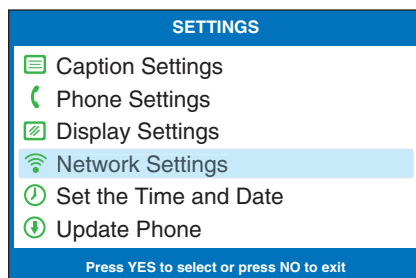 SETTINGS
Caption Settings
Phone Settings
Display Settings
Network Settings
Set the Time and Date
Update Phone
Press YES to select or press NO to exit